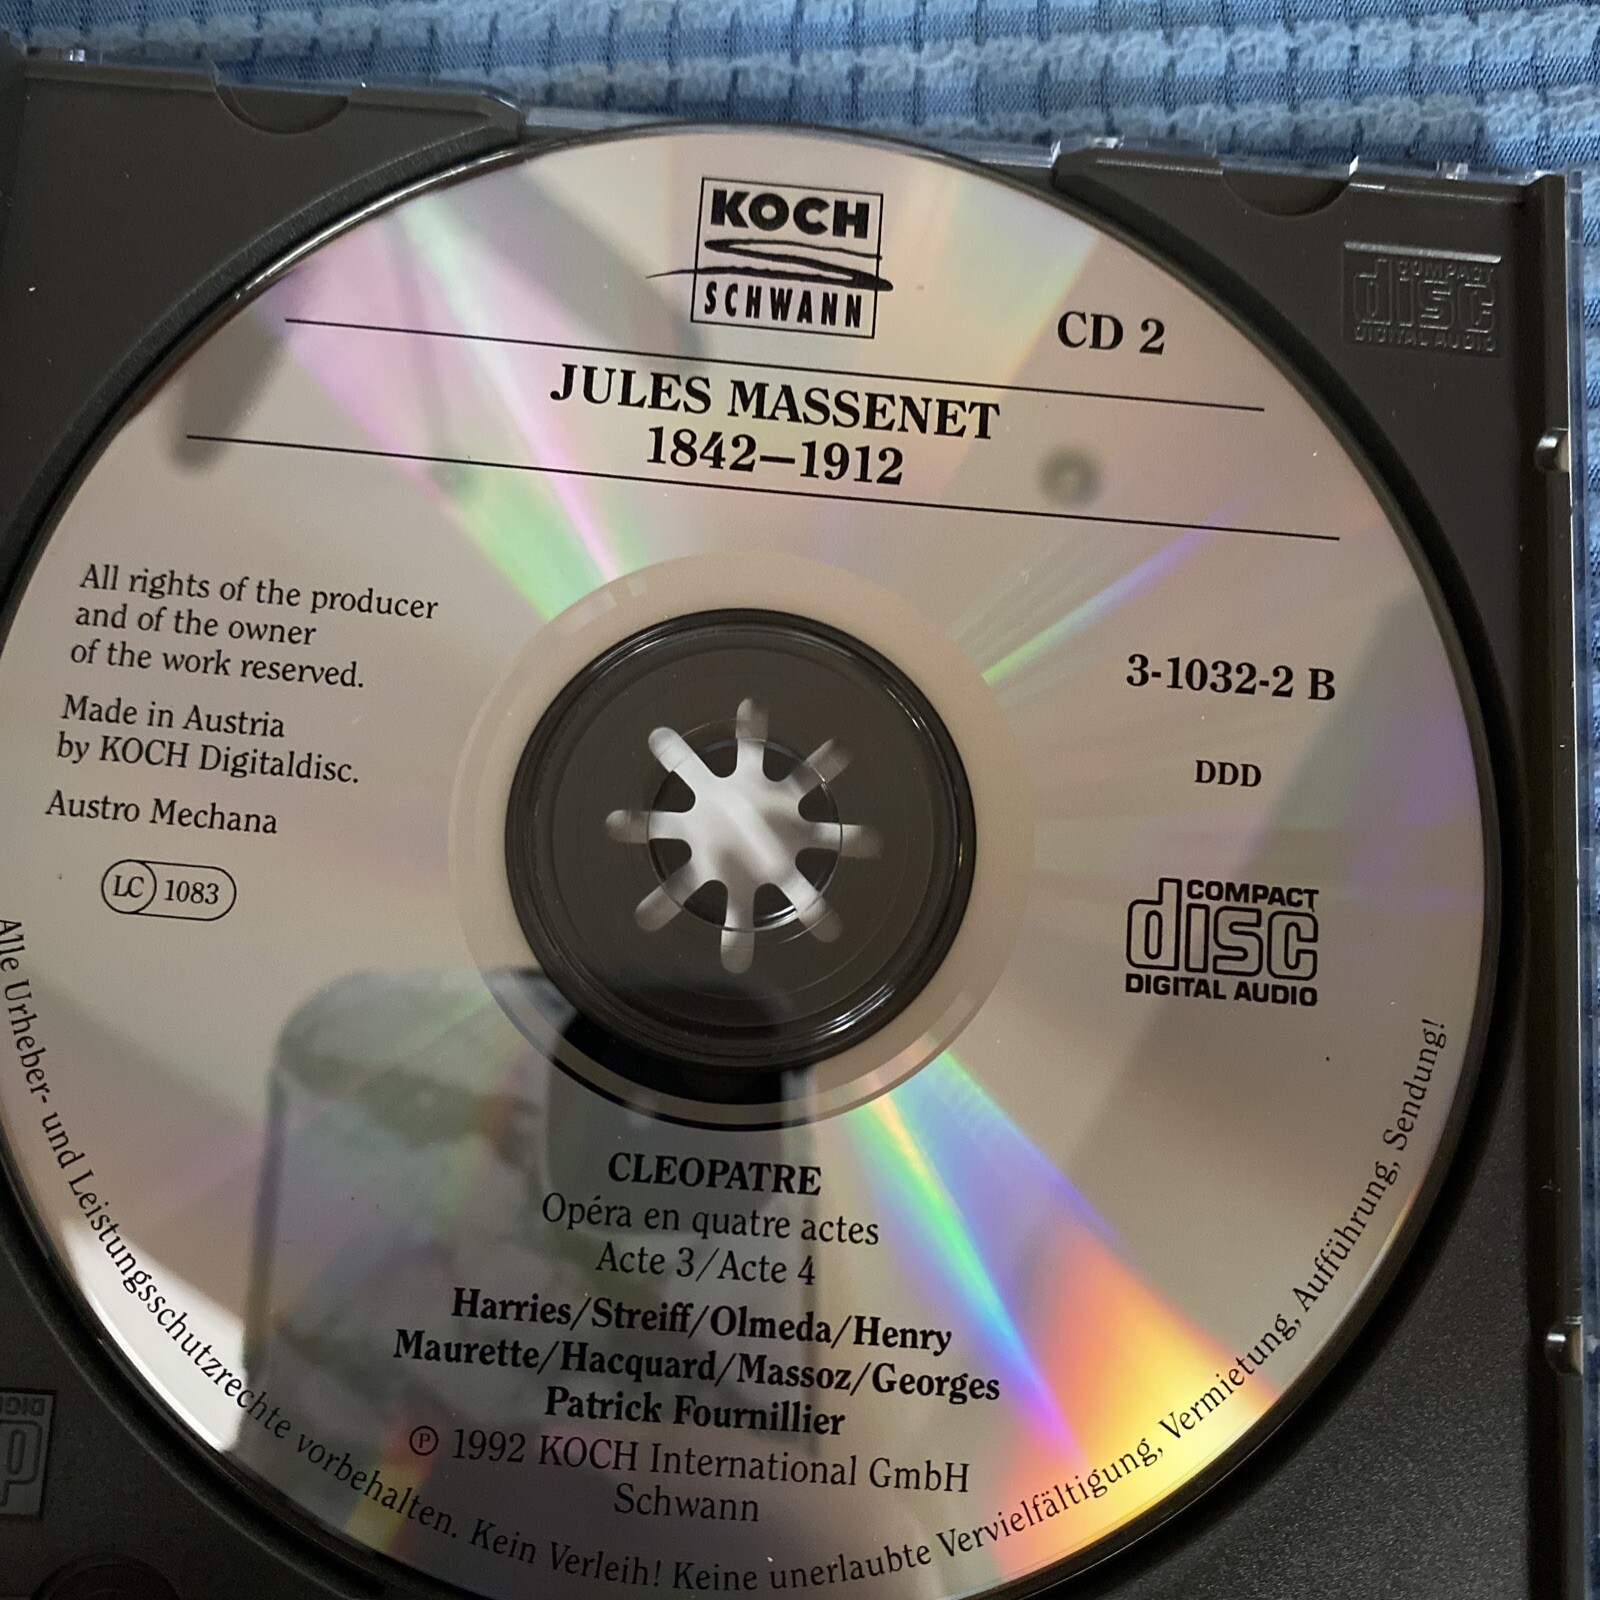 KOCH
SCHWANN
CD 2
JULES MASSENET
1842–1912
All rights of the producer
and of the owner
of the work reserved.
Made in Austria
by KOCH Digitaldisc.
Austro Mechana
LC 1083
3-1032-2 B
DDD
COMPACT
disc
DIGITAL AUDIO
CLEOPATRE
Opéra en quatre actes
Acte 3/Acte 4
Harries/Streiff/Olmeda/Henry
Maurette/Hacquard/Massoz/Georges
Patrick Fournillier
℗ 1992 KOCH International GmbH
Schwann
Alle Urheber- und Leistungsschutzrechte vorbehalten. Kein Verleih! Keine unerlaubte Vervielfältigung, Vermietung, Aufführung, Sendung!
COMPACT
disc
DIGITAL AUDIO